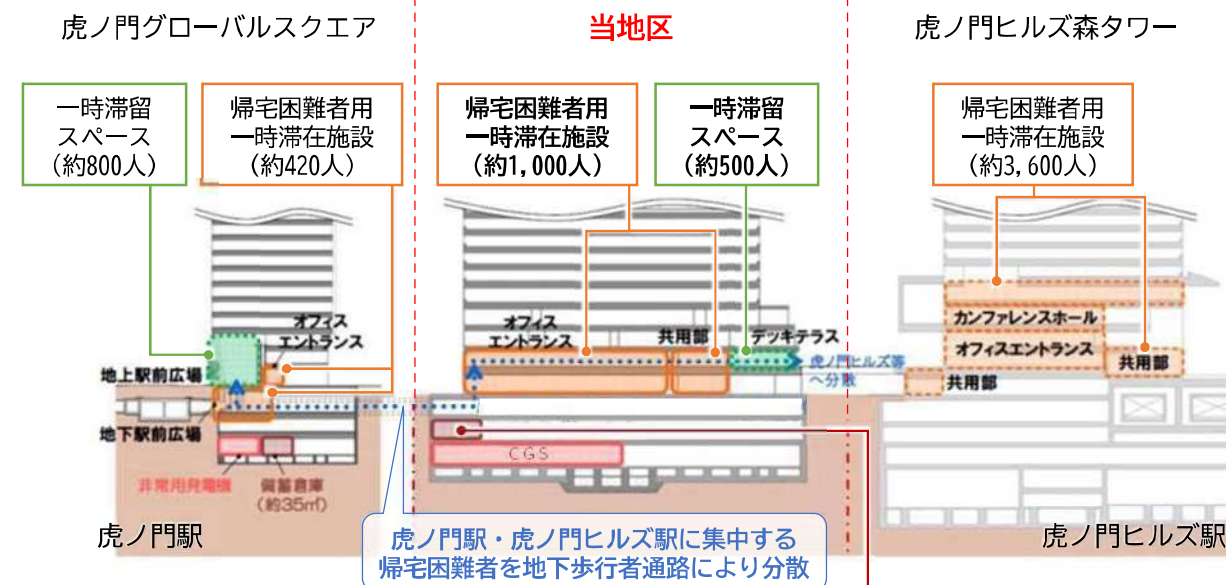 虎ノ門グローバルスクエア
当地区
虎ノ門ヒルズ森タワー
一時滞留
スペース
(約800人)
帰宅困難者用
一時滞在施設
(約420人)
帰宅困難者用
一時滞在施設
(約1,000人)
一時滞留
スペース
(約500人)
帰宅困難者用
一時滞在施設
(約3,600人)
オフィス
エントランス
地上駅前広場
地下駅前広場
非常用発電機
備蓄倉庫
(約35㎡)
虎ノ門駅
オフィス
エントランス
共用部
デッキテラス
虎ノ門ヒルズ等
へ分散
CGS
カンファレンスホール
オフィスエントランス
共用部
共用部
虎ノ門ヒルズ駅
虎ノ門駅・虎ノ門ヒルズ駅に集中する
帰宅困難者を地下歩行者通路により分散